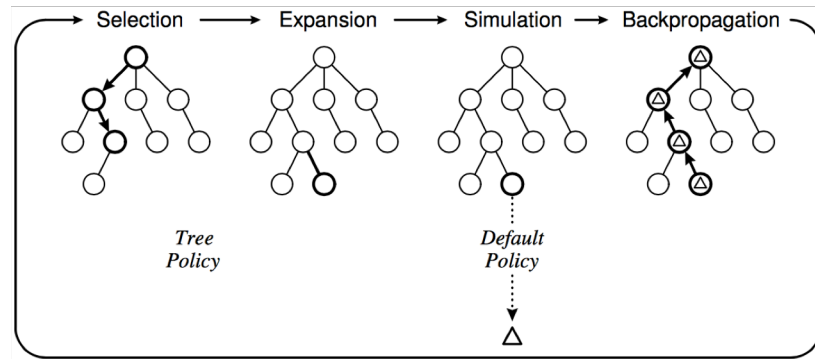 Selection Expansion Simulation Backpropagation
Tree Default
Policy Policy